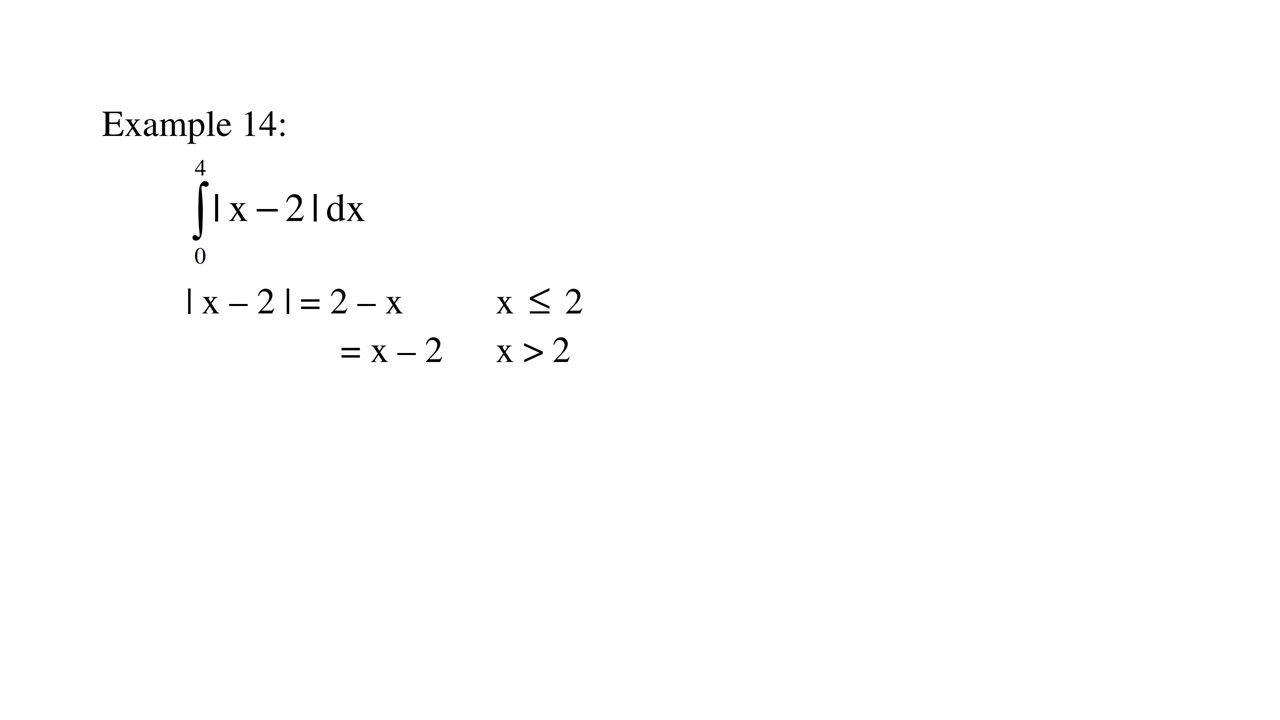 Example 14:
4
∫ | x − 2 | dx
0
| x – 2 | = 2 – x x ≤ 2
= x – 2 x > 2